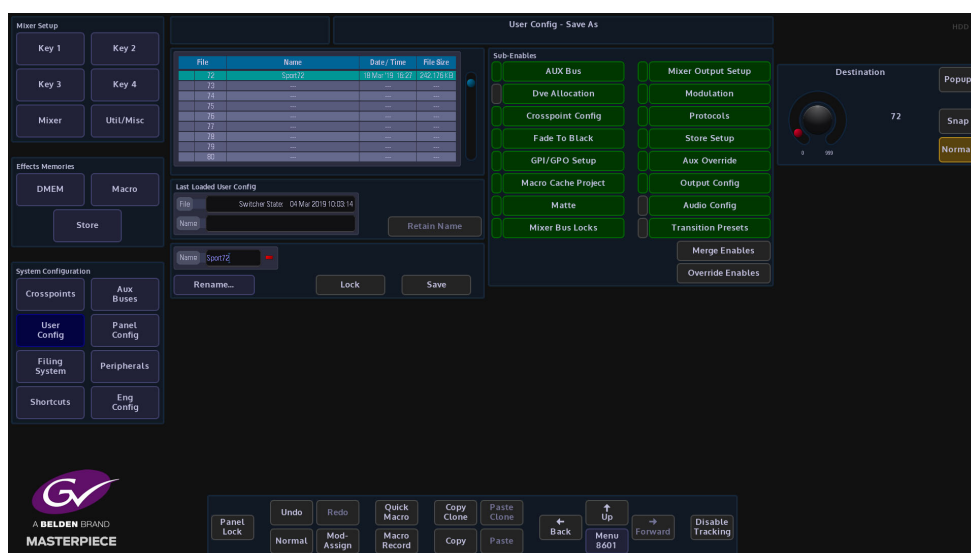 Mixer Setup
Key 1
Key 2
Key 3
Key 4
Mixer
Util/Misc
Effects Memories
DMEM
Macro
Store
System Configuration
Crosspoints
Aux
Buses
User
Config
Panel
Config
Filing
System
Peripherals
Shortcuts
Eng
Config
GV
A BELDEN BRAND
MASTERPIECE
User Config - Save As
HDD
File Name Date / Time File Size
72 Sport72 18 Mar '19 16:27 242.176 KB
73 --- --- ---
74 --- --- ---
75 --- --- ---
76 --- --- ---
77 --- --- ---
78 --- --- ---
79 --- --- ---
80 --- --- ---
Last Loaded User Config
File Switcher State: 04 Mar 2019 10:03:14
Name
Retain Name
Name Sport72
Rename...
Lock
Save
Sub-Enables
AUX Bus
Mixer Output Setup
Dve Allocation
Modulation
Crosspoint Config
Protocols
Fade To Black
Store Setup
GPI/GPO Setup
Aux Override
Macro Cache Project
Output Config
Matte
Audio Config
Mixer Bus Locks
Transition Presets
Merge Enables
Override Enables
Destination
72
0 999
Popup
Snap
Norma
Panel
Lock
Undo
Redo
Normal
Mod-
Assign
Quick
Macro
Macro
Record
Copy
Clone
Paste
Clone
Copy
Paste
Back
Up
Menu
8601
Forward
Disable
Tracking